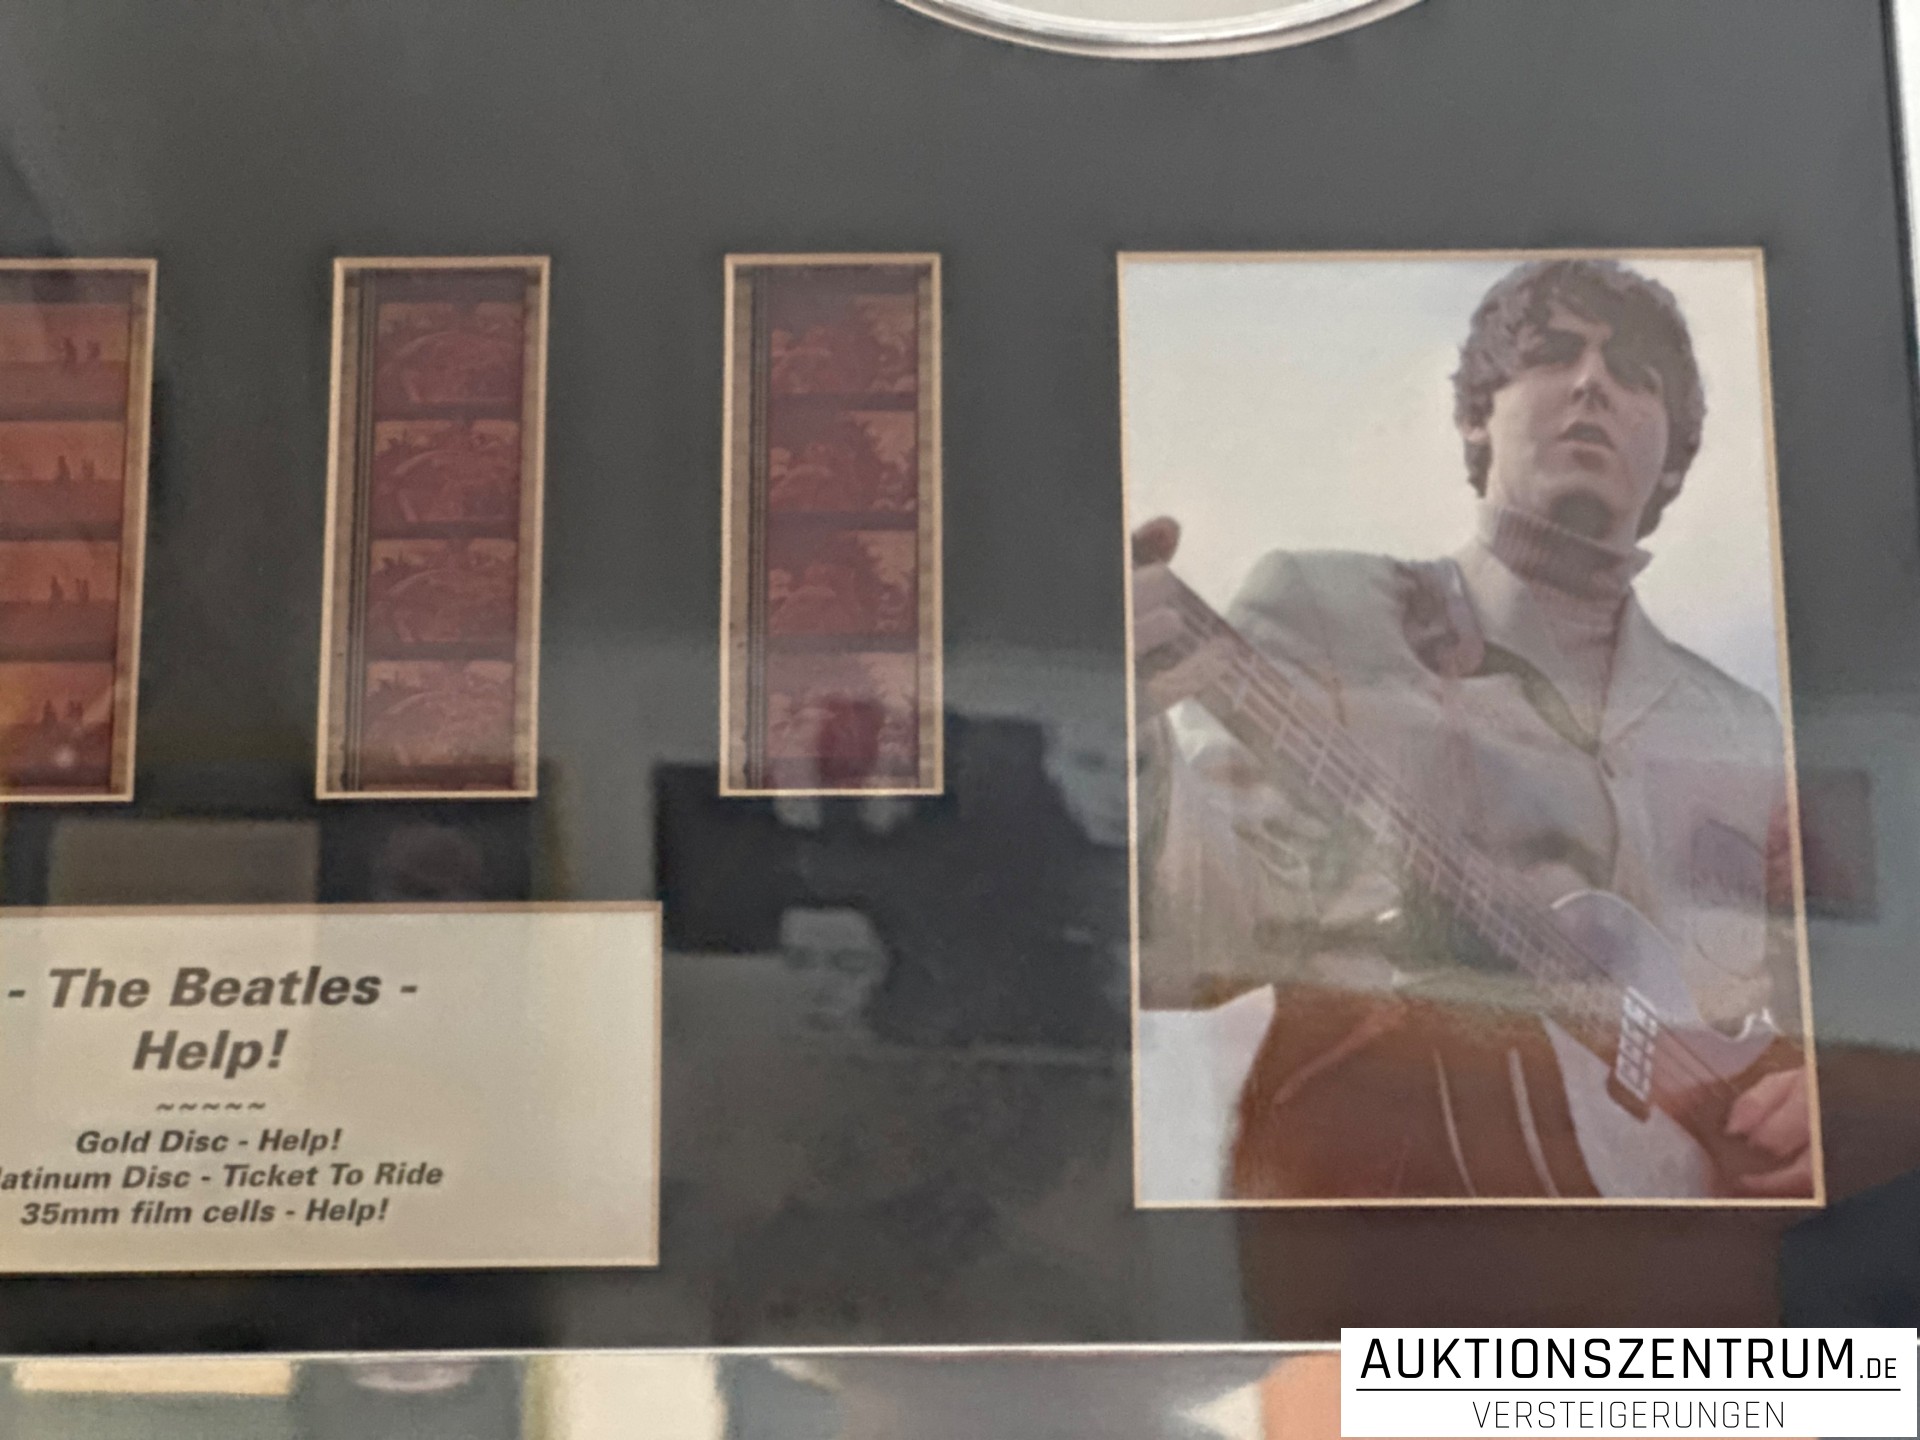 - The Beatles -
Help!
~~~~~
Gold Disc - Help!
latinum Disc - Ticket To Ride
35mm film cells - Help!
AUKTIONSZENTRUM.DE
VERSTEIGERUNGEN